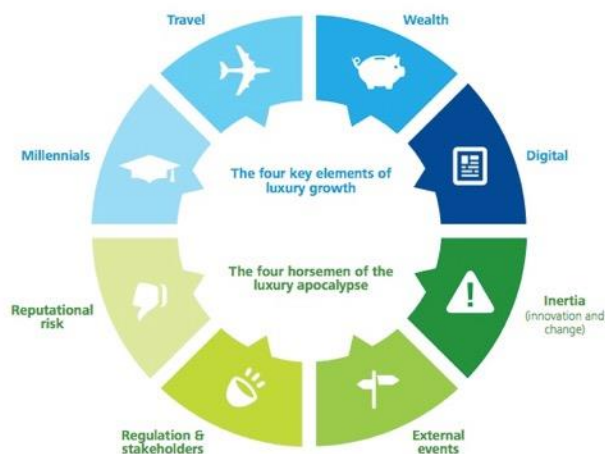 Travel
Wealth
Millennials
Digital
The four key elements of
luxury growth
The four horsemen of the
luxury apocalypse
Reputational
risk
Inertia
(innovation and
change)
Regulation &
stakeholders
External
events